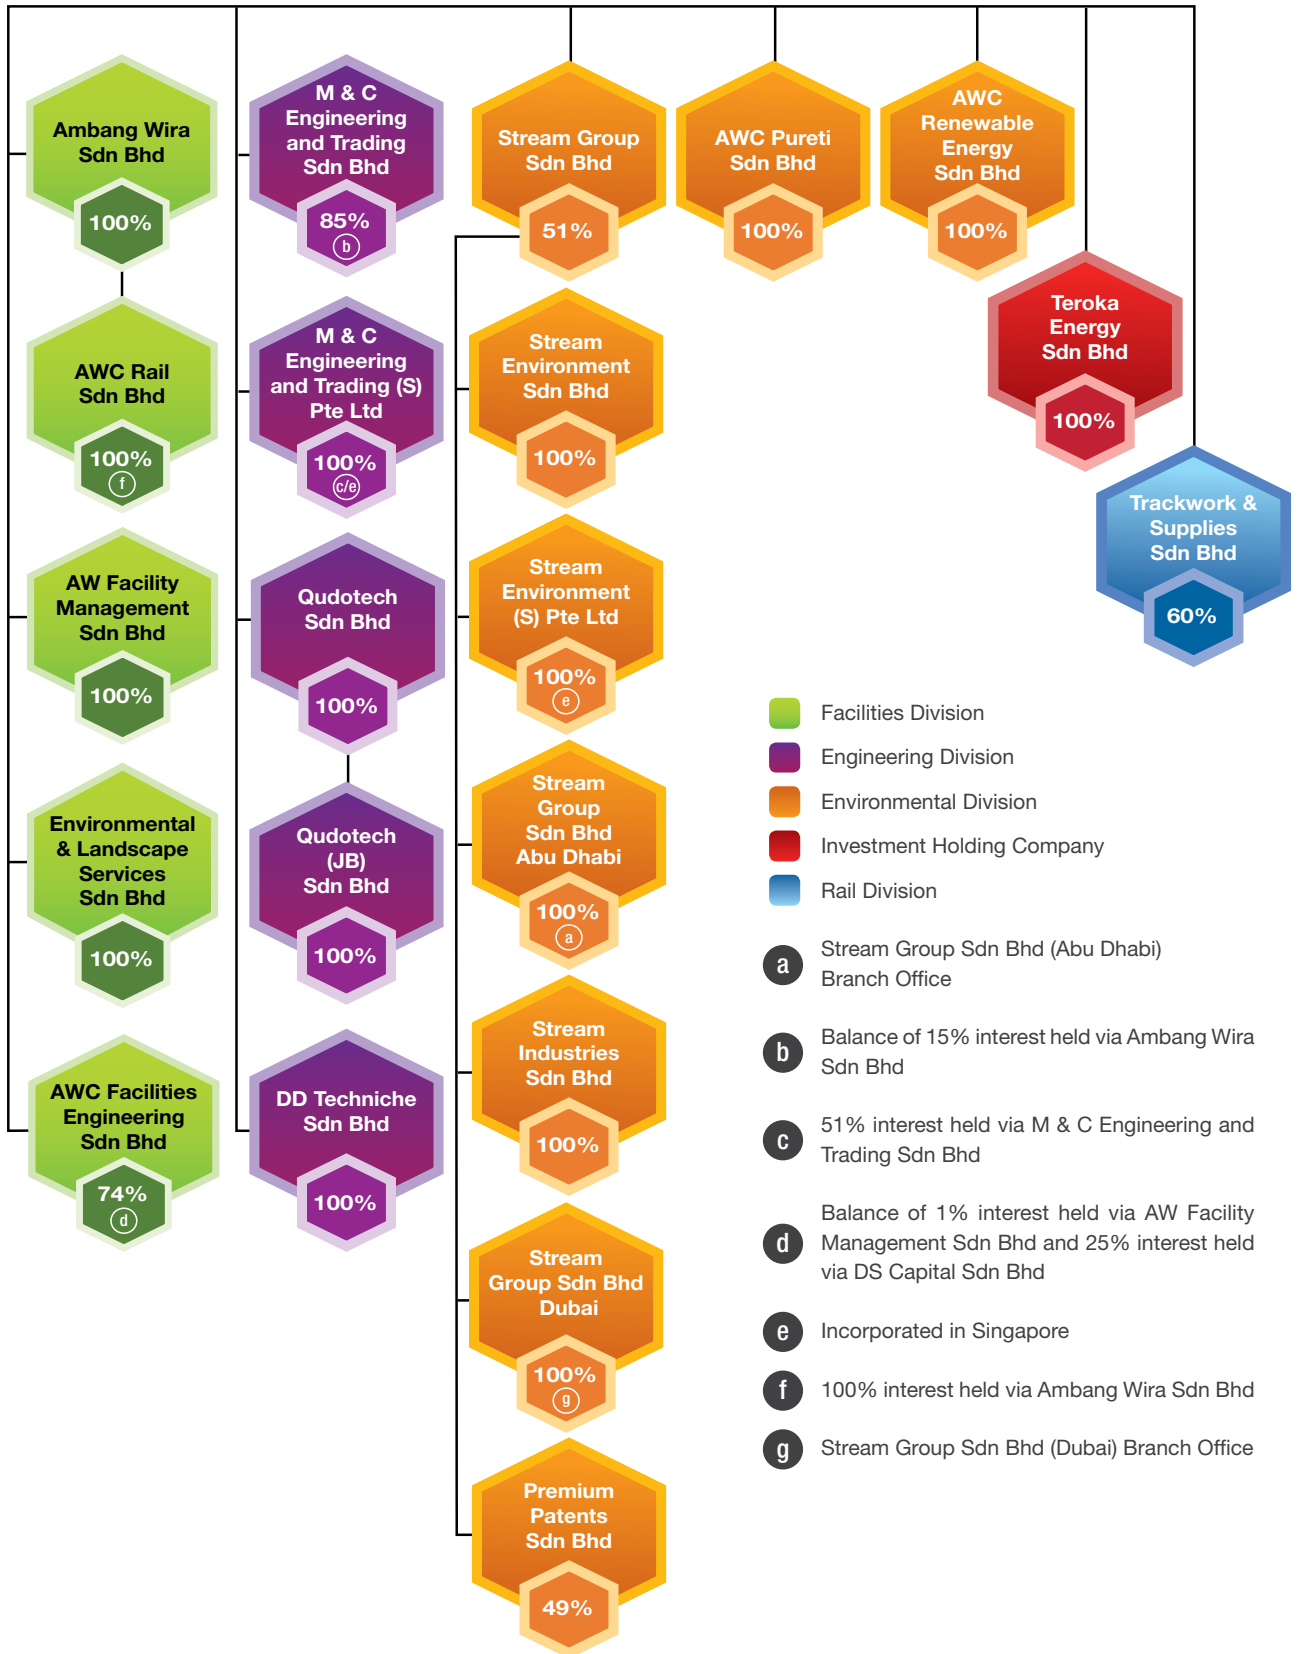 Ambang Wira
Sdn Bhd
100%
AWC Rail
Sdn Bhd
100%
f
AW Facility
Management
Sdn Bhd
100%
Environmental
& Landscape
Services
Sdn Bhd
100%
AWC Facilities
Engineering
Sdn Bhd
74%
d
M & C
Engineering
and Trading
Sdn Bhd
85%
b
M & C
Engineering
and Trading (S)
Pte Ltd
100%
c/e
Qudotech
Sdn Bhd
100%
Qudotech
(JB)
Sdn Bhd
100%
DD Techniche
Sdn Bhd
100%
Stream Group
Sdn Bhd
51%
Stream
Environment
Sdn Bhd
100%
Stream
Environment
(S) Pte Ltd
100%
e
Stream
Group
Sdn Bhd
Abu Dhabi
100%
a
Stream
Industries
Sdn Bhd
100%
Stream
Group Sdn Bhd
Dubai
100%
g
Premium
Patents
Sdn Bhd
49%
AWC Pureti
Sdn Bhd
100%
AWC
Renewable
Energy
Sdn Bhd
100%
Teroka
Energy
Sdn Bhd
100%
Trackwork &
Supplies
Sdn Bhd
60%
Facilities Division
Engineering Division
Environmental Division
Investment Holding Company
Rail Division
a Stream Group Sdn Bhd (Abu Dhabi)
Branch Office
b Balance of 15% interest held via Ambang Wira
Sdn Bhd
c 51% interest held via M & C Engineering and
Trading Sdn Bhd
d Balance of 1% interest held via AW Facility
Management Sdn Bhd and 25% interest held
via DS Capital Sdn Bhd
e Incorporated in Singapore
f 100% interest held via Ambang Wira Sdn Bhd
g Stream Group Sdn Bhd (Dubai) Branch Office